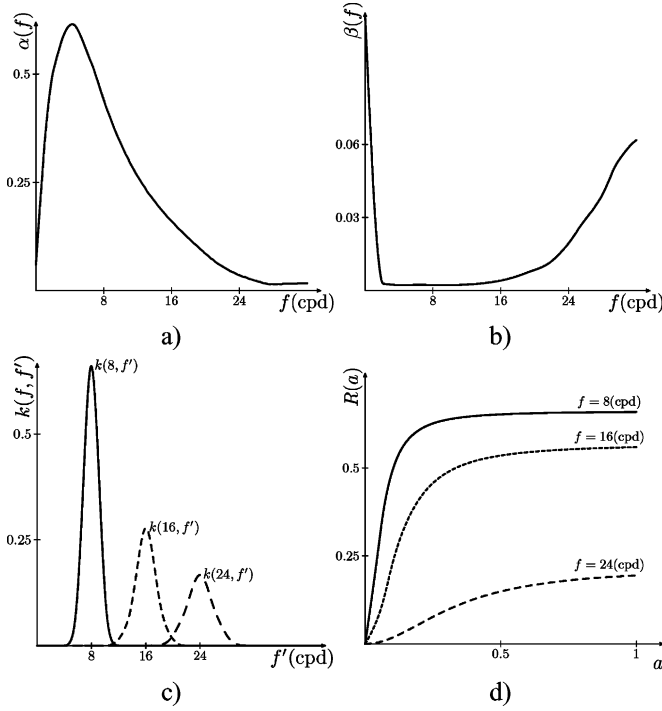 α(f)
0.5
0.25
8 16 24 f(cpd)
a)
β(f)
0.06
0.03
8 16 24 f(cpd)
b)
k(f, f′)
k(8, f′)
0.5
k(16, f′)
0.25
k(24, f′)
8 16 24 f′(cpd)
c)
R(a)
f = 8(cpd)
f = 16(cpd)
0.5
f = 24(cpd)
0.25
0.5 1 a
d)